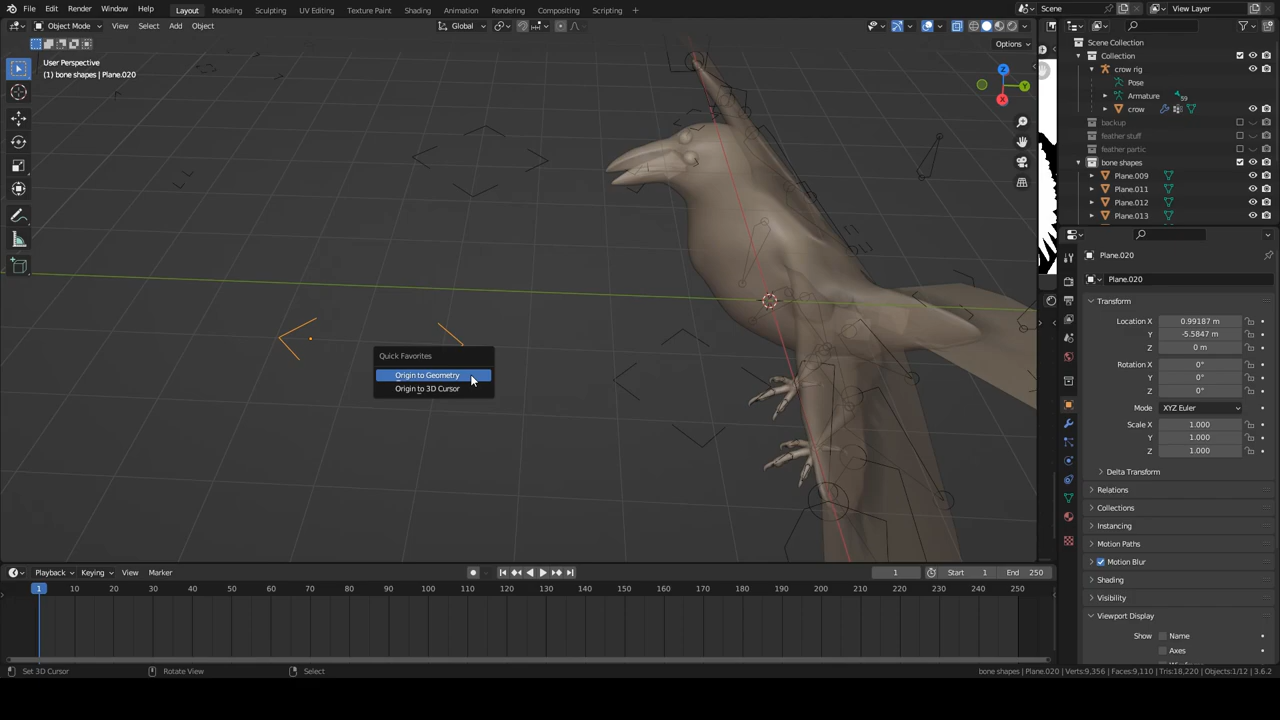 File Edit Render Window Help Layout Modeling Sculpting UV Editing Texture Paint Shading Animation Rendering Compositing Scripting + Scene View Layer
Object Mode View Select Add Object Global
Options
User Perspective
(1) bone shapes | Plane.020
Z
Y
X
Quick Favorites
Origin to Geometry
Origin to 3D Cursor
Scene Collection
Collection
crow rig
Pose
Armature 59
crow
backup
feather stuff
feather partic
bone shapes
Plane.009
Plane.011
Plane.012
Plane.013
Plane.020
Plane.020
Transform
Location X 0.99187 m
Y -5.5847 m
Z 0 m
Rotation X 0°
Y 0°
Z 0°
Mode XYZ Euler
Scale X 1.000
Y 1.000
Z 1.000
Delta Transform
Relations
Collections
Instancing
Motion Paths
Motion Blur
Shading
Visibility
Viewport Display
Show Name
Axes
Playback Keying View Marker 1 Start 1 End 250
1 10 20 30 40 50 60 70 80 90 100 110 120 130 140 150 160 170 180 190 200 210 220 230 240 250
Set 3D Cursor Rotate View Select bone shapes | Plane.020 | Verts:9,356 | Faces:9,110 | Tris:18,220 | Objects:1/12 | 3.6.2